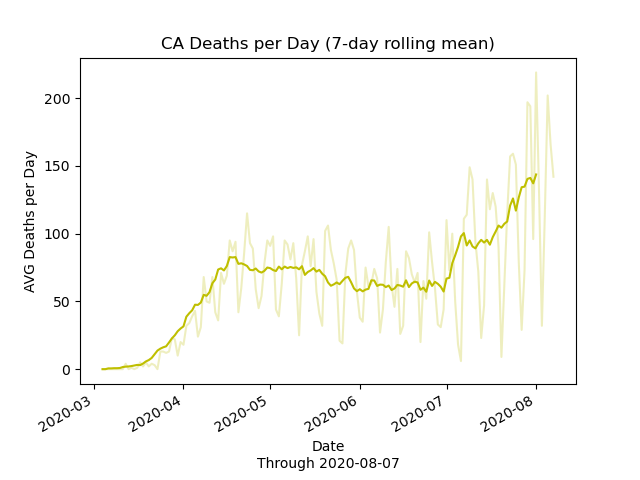 CA Deaths per Day (7-day rolling mean)
AVG Deaths per Day
200
150
100
50
0
2020-03
2020-04
2020-05
2020-06
2020-07
2020-08
Date
Through 2020-08-07